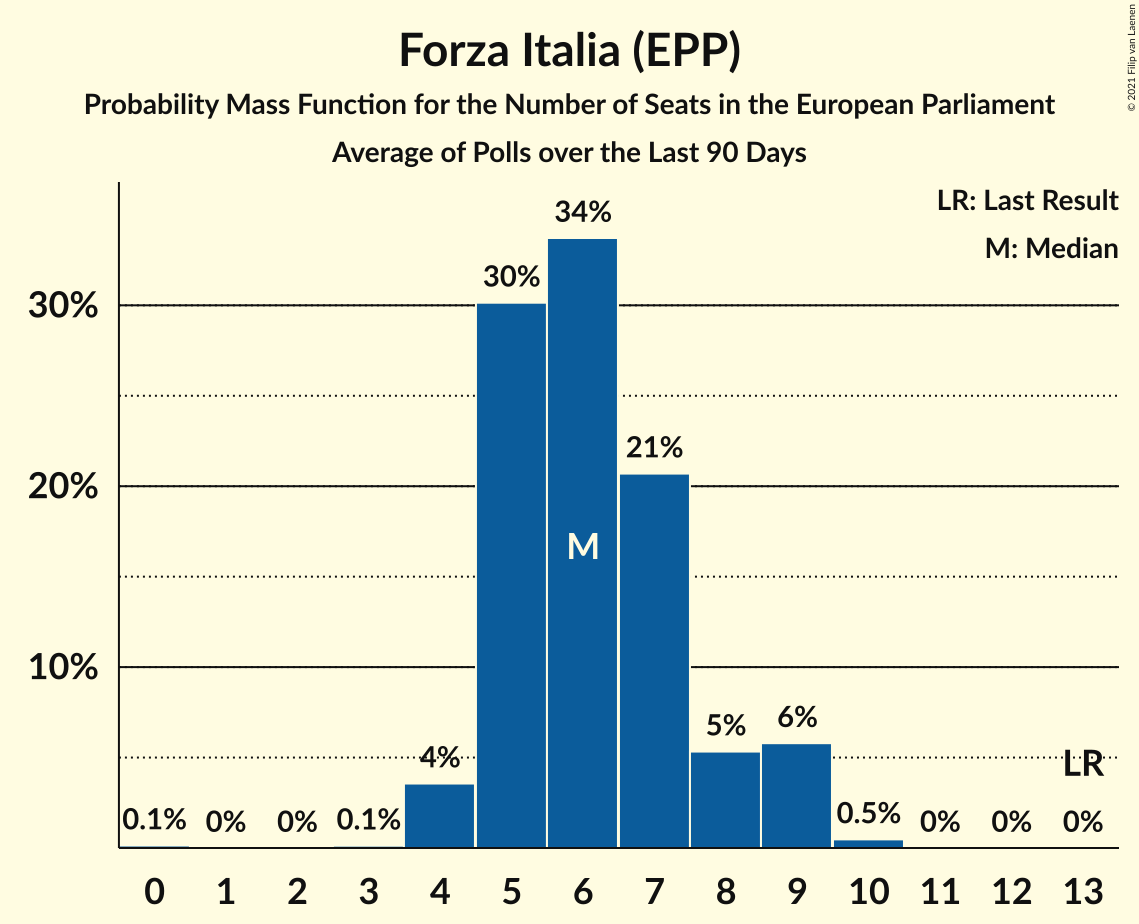 Forza Italia (EPP)
Probability Mass Function for the Number of Seats in the European Parliament
Average of Polls over the Last 90 Days
© 2021 Filip van Laenen
LR: Last Result
M: Median
34%
30%
30%
21%
20%
M
10%
6%
5%
4%
LR
0.1% 0% 0% 0.1% 0.5% 0% 0% 0%
0 1 2 3 4 5 6 7 8 9 10 11 12 13